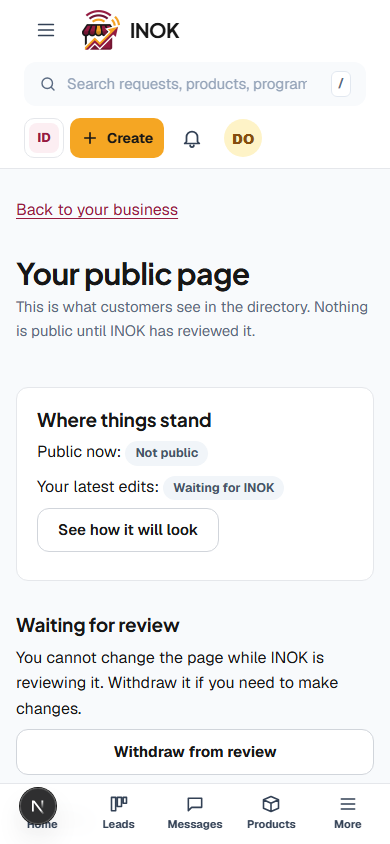 INOK
Search requests, products, program
/
ID
+ Create
DO
Back to your business
Your public page
This is what customers see in the directory. Nothing
is public until INOK has reviewed it.
Where things stand
Public now: Not public
Your latest edits: Waiting for INOK
See how it will look
Waiting for review
You cannot change the page while INOK is
reviewing it. Withdraw it if you need to make
changes.
Withdraw from review
N
Home
Leads
Messages
Products
More